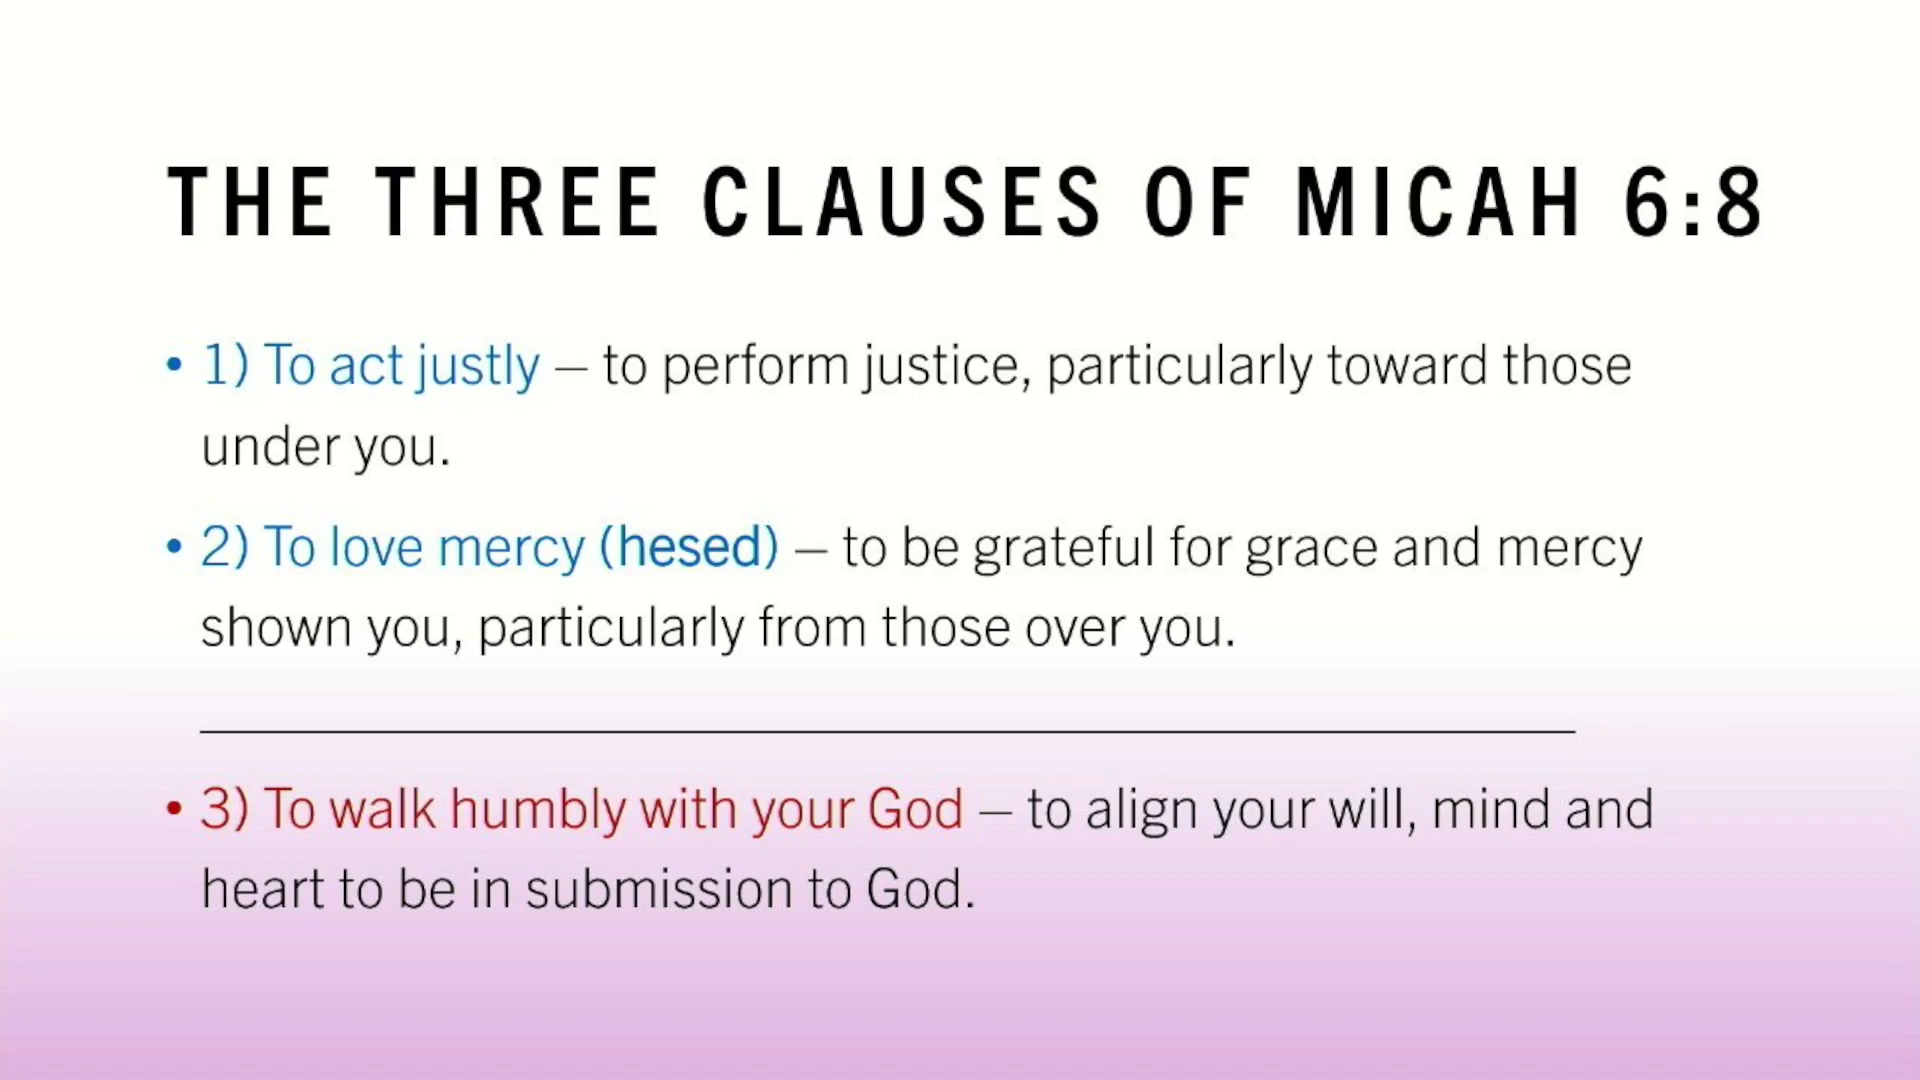 THE THREE CLAUSES OF MICAH 6:8
• 1) To act justly – to perform justice, particularly toward those
under you.
• 2) To love mercy (hesed) – to be grateful for grace and mercy
shown you, particularly from those over you.
• 3) To walk humbly with your God – to align your will, mind and
heart to be in submission to God.